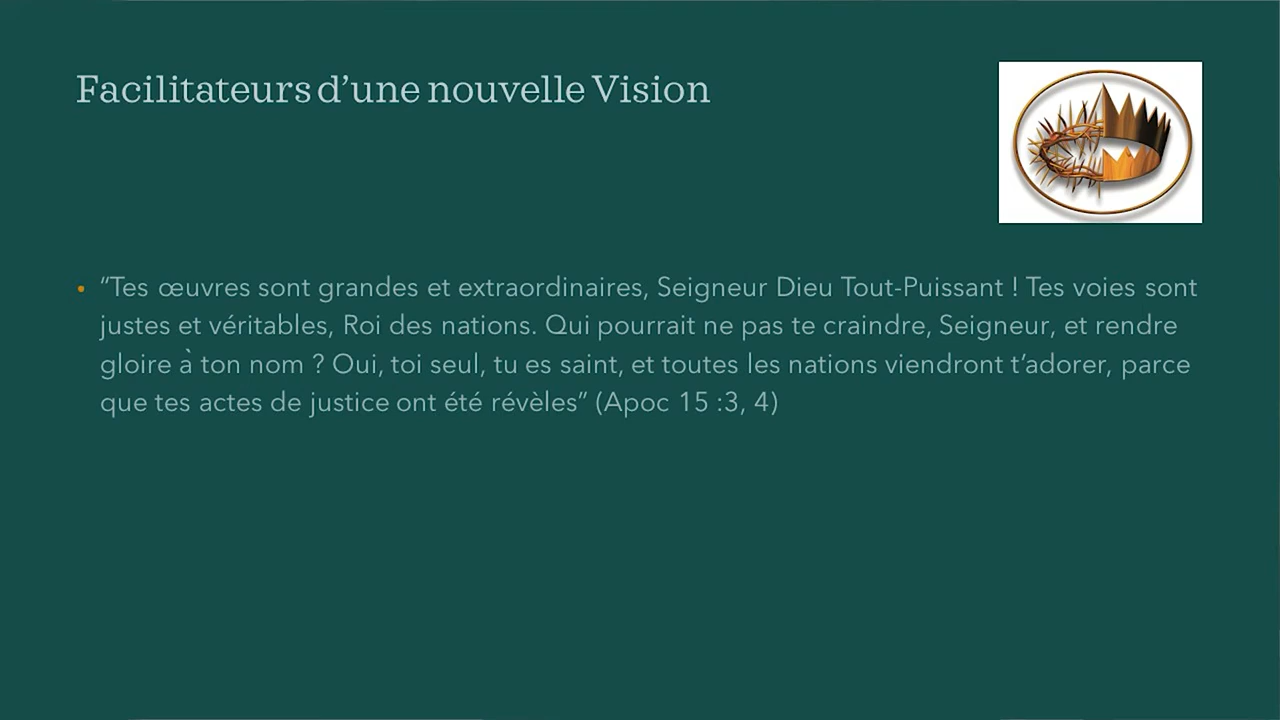 Facilitateurs d’une nouvelle Vision
• “Tes œuvres sont grandes et extraordinaires, Seigneur Dieu Tout-Puissant ! Tes voies sont
justes et véritables, Roi des nations. Qui pourrait ne pas te craindre, Seigneur, et rendre
gloire à ton nom ? Oui, toi seul, tu es saint, et toutes les nations viendront t’adorer, parce
que tes actes de justice ont été révèles” (Apoc 15 :3, 4)